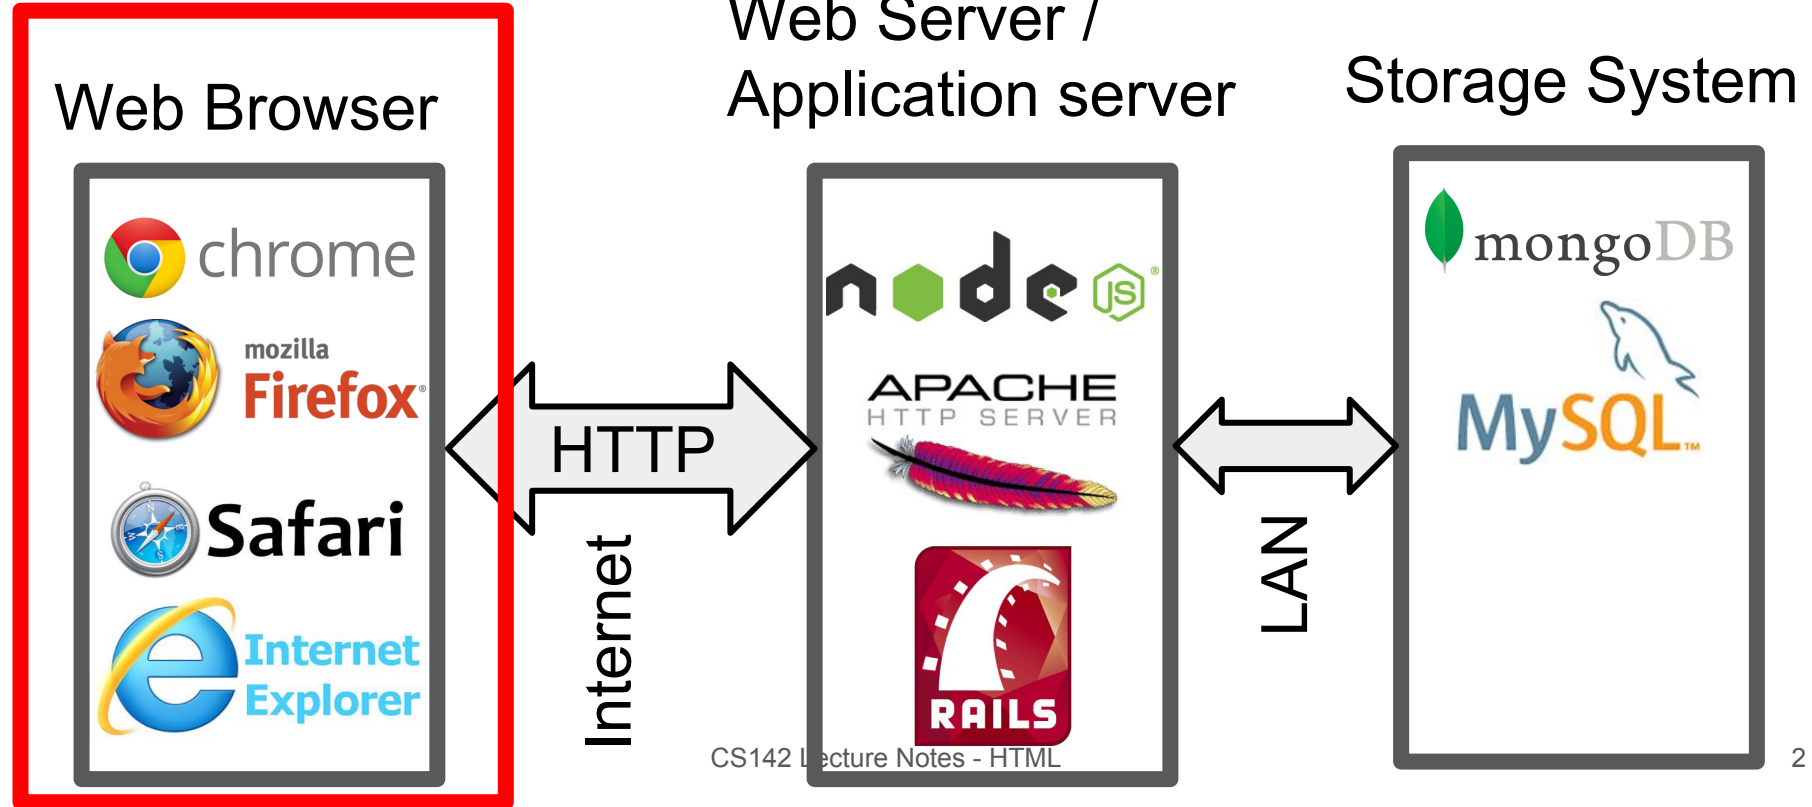 Web Browser
chrome
mozilla
Firefox®
Safari
Internet
Explorer
HTTP
Internet
Web Server /
Application server
node JS®
APACHE
HTTP SERVER
RAILS
LAN
Storage System
mongoDB
MySQL™
CS142 Lecture Notes - HTML
2